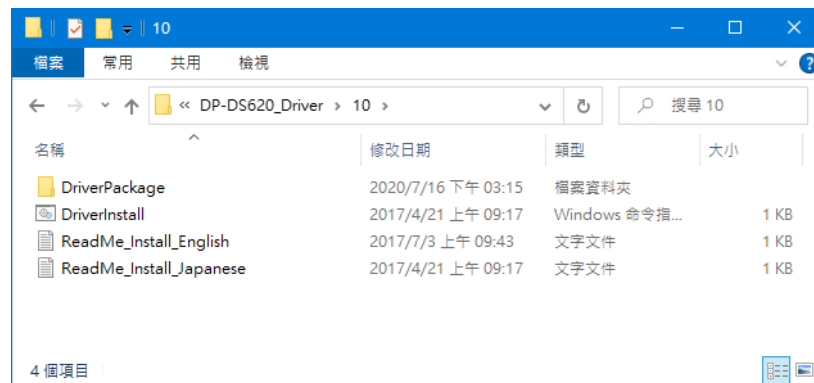 10
檔案 常用 共用 檢視
« DP-DS620_Driver › 10 › 搜尋 10
名稱 修改日期 類型 大小
DriverPackage 2020/7/16 下午 03:15 檔案資料夾
DriverInstall 2017/4/21 上午 09:17 Windows 命令指... 1 KB
ReadMe_Install_English 2017/7/3 上午 09:43 文字文件 1 KB
ReadMe_Install_Japanese 2017/4/21 上午 09:17 文字文件 1 KB
4 個項目